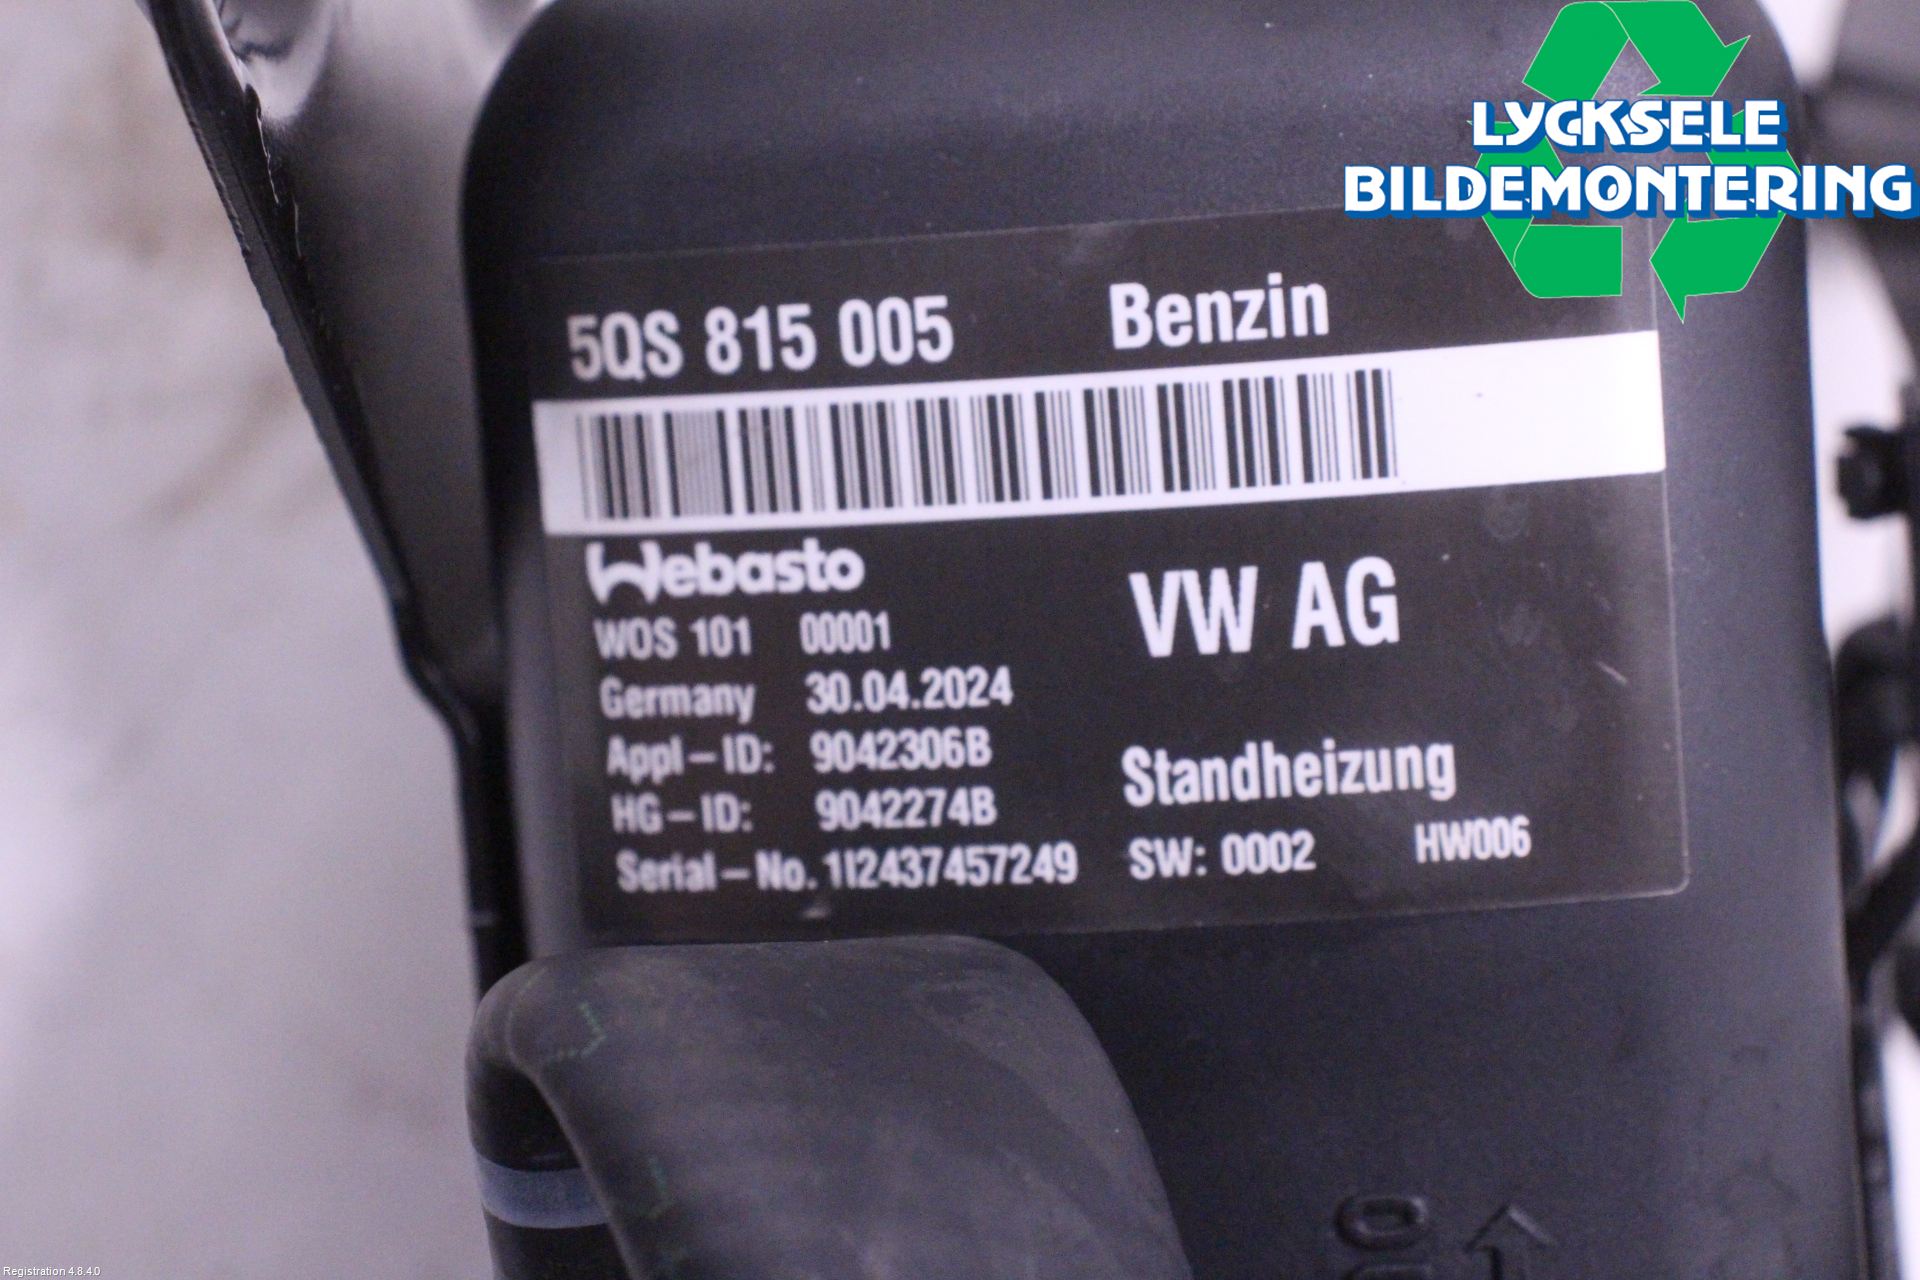 LYCKSELE
BILDEMONTERING
5QS 815 005 Benzin
Webasto
VW AG
WOS 101 00001
Germany 30.04.2024
Appl-ID: 9042306B
Standheizung
HG-ID: 9042274B
Serial-No. 1I2437457249 SW: 0002 HW006
Registration 4.8.4.0